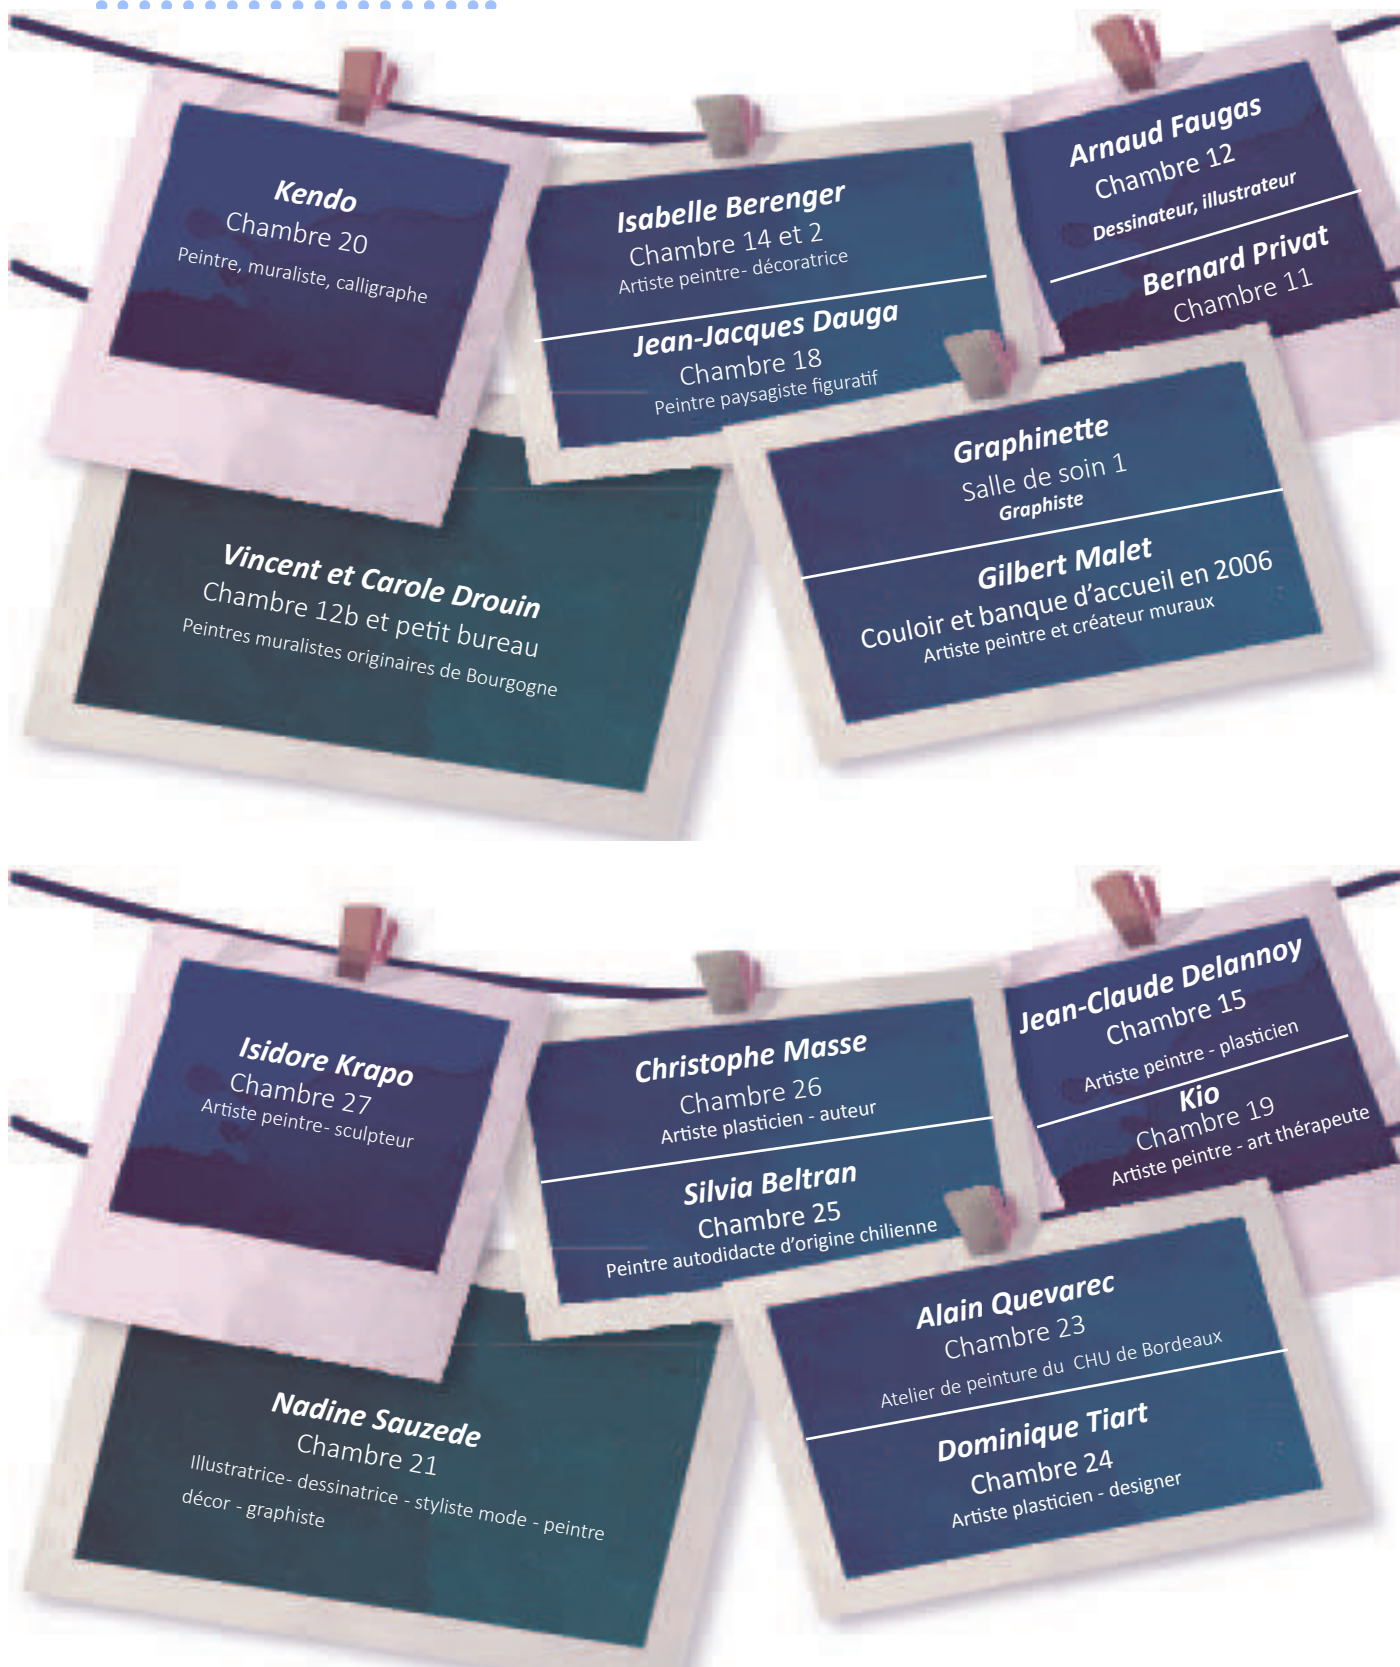 Kendo
Chambre 20
Peintre, muraliste, calligraphe
Isabelle Berenger
Chambre 14 et 2
Artiste peintre- décoratrice
Jean-Jacques Dauga
Chambre 18
Peintre paysagiste figuratif
Arnaud Faugas
Chambre 12
Dessinateur, illustrateur
Bernard Privat
Chambre 11
Vincent et Carole Drouin
Chambre 12b et petit bureau
Peintres muralistes originaires de Bourgogne
Graphinette
Salle de soin 1
Graphiste
Gilbert Malet
Couloir et banque d'accueil en 2006
Artiste peintre et créateur muraux
Isidore Krapo
Chambre 27
Artiste peintre- sculpteur
Christophe Masse
Chambre 26
Artiste plasticien - auteur
Silvia Beltran
Chambre 25
Peintre autodidacte d'origine chilienne
Jean-Claude Delannoy
Chambre 15
Artiste peintre - plasticien
Kio
Chambre 19
Artiste peintre - art thérapeute
Nadine Sauzede
Chambre 21
Illustratrice- dessinatrice - styliste mode - peintre
décor - graphiste
Alain Quevarec
Chambre 23
Atelier de peinture du CHU de Bordeaux
Dominique Tiart
Chambre 24
Artiste plasticien - designer